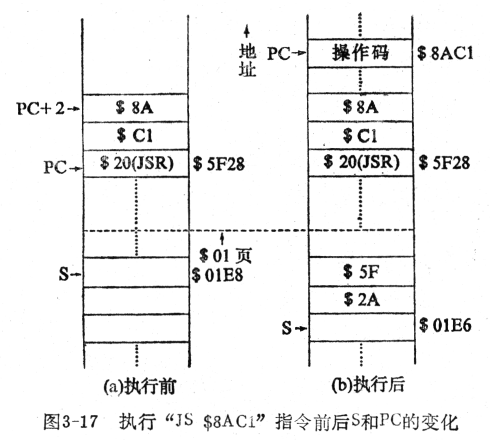 ↑
地址
PC→ 操作码 $ 8AC1
PC+2→ $ 8A
$ C1
PC→ $ 20(JSR) $ 5F28
$ 8A
$ C1
$ 20(JSR) $ 5F28
↑
$ 01 页
S→ $ 01E8
$ 5F
$ 2A
S→ $ 01E6
(a)执行前
(b)执行后
图3-17 执行“JS $8AC1”指令前后S和PC的变化